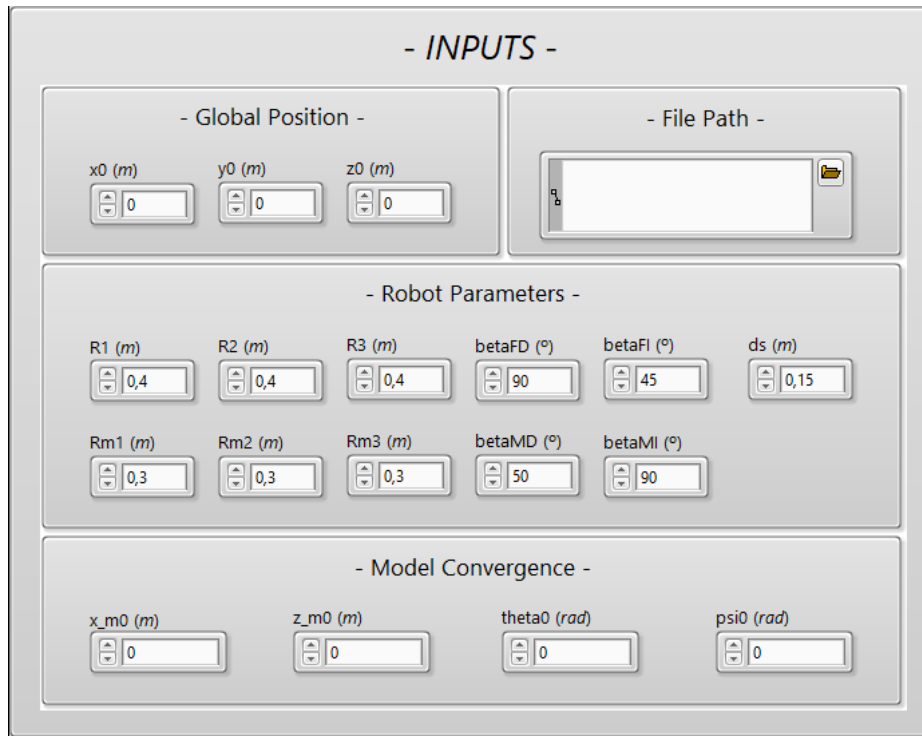 - INPUTS -
- Global Position -
x0 (m) y0 (m) z0 (m)
0 0 0
- File Path -
- Robot Parameters -
R1 (m) R2 (m) R3 (m) betaFD (º) betaFI (º) ds (m)
0,4 0,4 0,4 90 45 0,15
Rm1 (m) Rm2 (m) Rm3 (m) betaMD (º) betaMI (º)
0,3 0,3 0,3 50 90
- Model Convergence -
x_m0 (m) z_m0 (m) theta0 (rad) psi0 (rad)
0 0 0 0